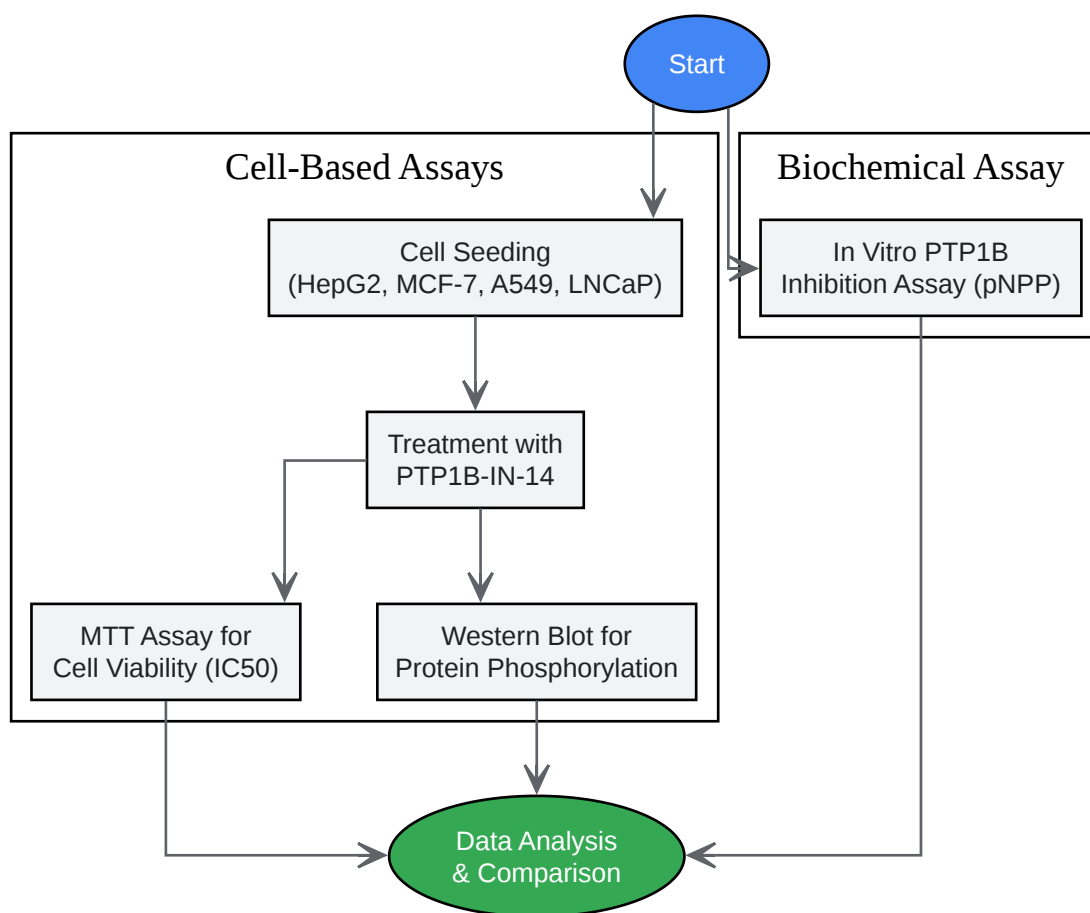 Start
Cell-Based Assays
Biochemical Assay
Cell Seeding
(HepG2, MCF-7, A549, LNCaP)
In Vitro PTP1B
Inhibition Assay (pNPP)
Treatment with
PTP1B-IN-14
MTT Assay for
Cell Viability (IC50)
Western Blot for
Protein Phosphorylation
Data Analysis
& Comparison